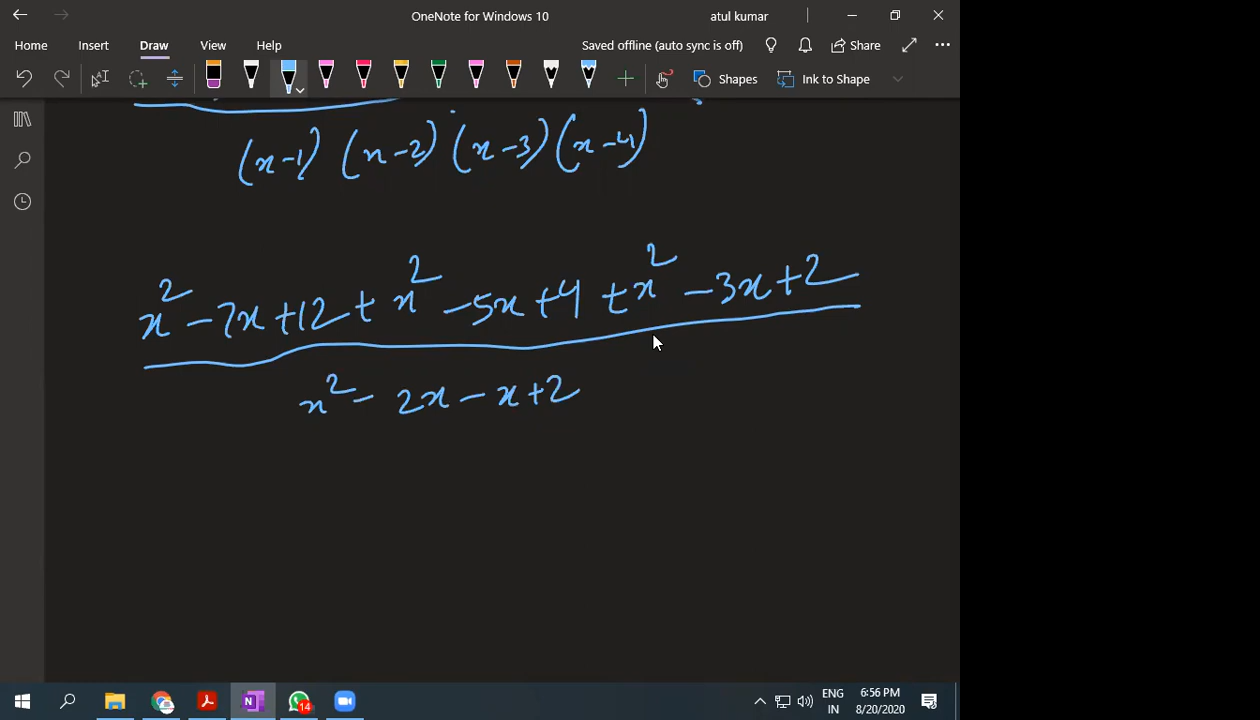 OneNote for Windows 10
atul kumar
Home Insert Draw View Help
Saved offline (auto sync is off)
Share
Shapes
Ink to Shape
(x-1) (x-2) (x-3) (x-4)
x² - 7x + 12 + x² - 5x + 4 + x² - 3x + 2
x² - 2x - x + 2
14
ENG
IN
6:56 PM
8/20/2020